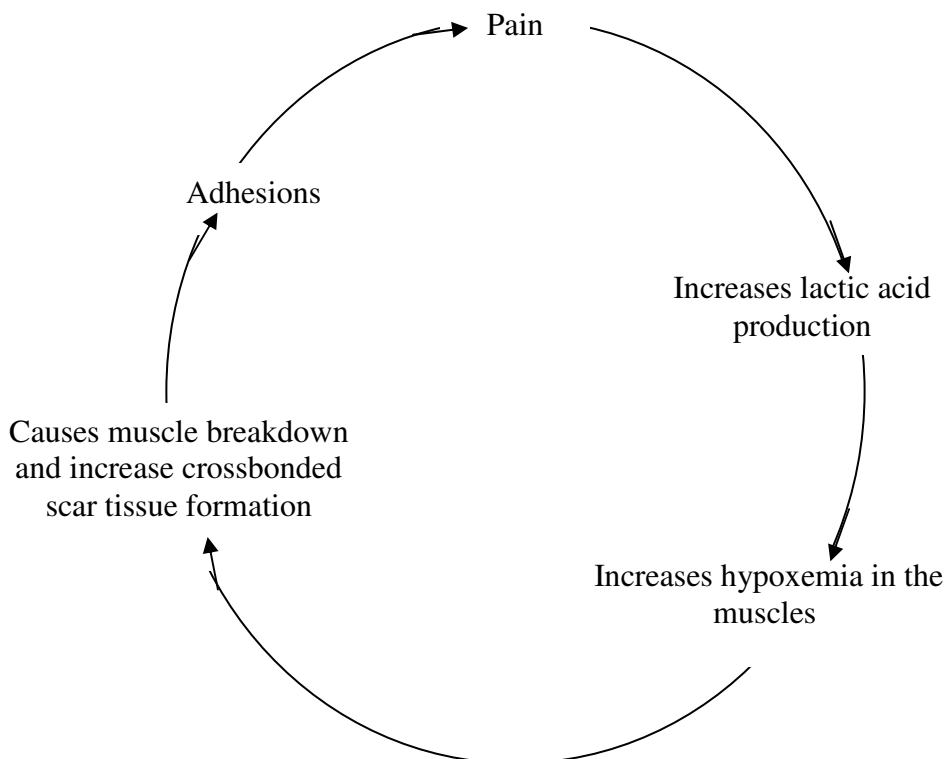 Pain
Increases lactic acid
production
Increases hypoxemia in the
muscles
Causes muscle breakdown
and increase crossbonded
scar tissue formation
Adhesions